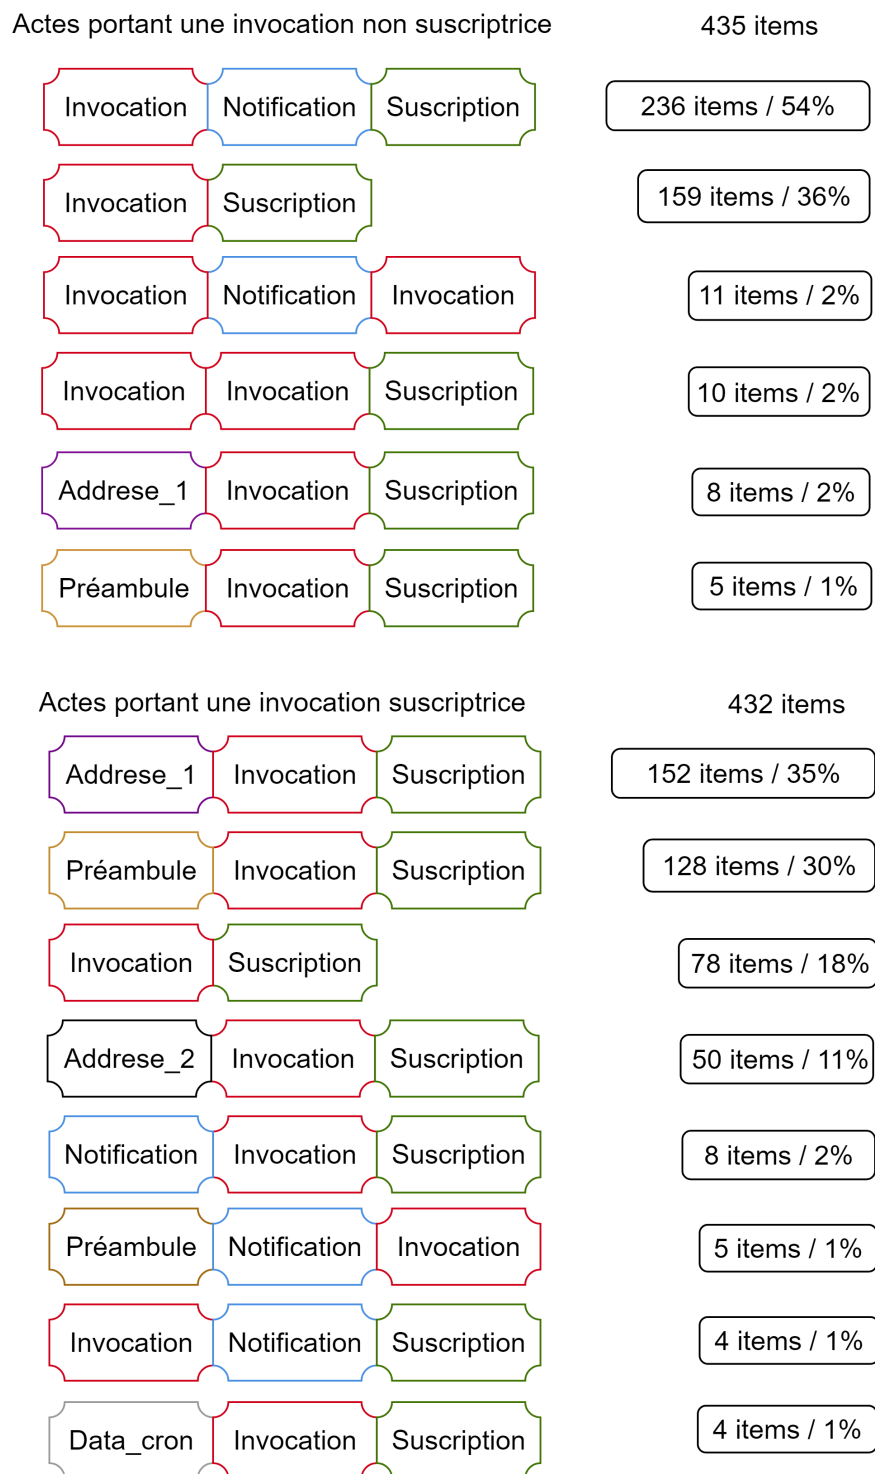 Actes portant une invocation non suscriptrice 435 items
Invocation Notification Suscription 236 items / 54%
Invocation Suscription 159 items / 36%
Invocation Notification Invocation 11 items / 2%
Invocation Invocation Suscription 10 items / 2%
Addrese_1 Invocation Suscription 8 items / 2%
Préambule Invocation Suscription 5 items / 1%
Actes portant une invocation suscriptrice 432 items
Addrese_1 Invocation Suscription 152 items / 35%
Préambule Invocation Suscription 128 items / 30%
Invocation Suscription 78 items / 18%
Addrese_2 Invocation Suscription 50 items / 11%
Notification Invocation Suscription 8 items / 2%
Préambule Notification Invocation 5 items / 1%
Invocation Notification Suscription 4 items / 1%
Data_cron Invocation Suscription 4 items / 1%